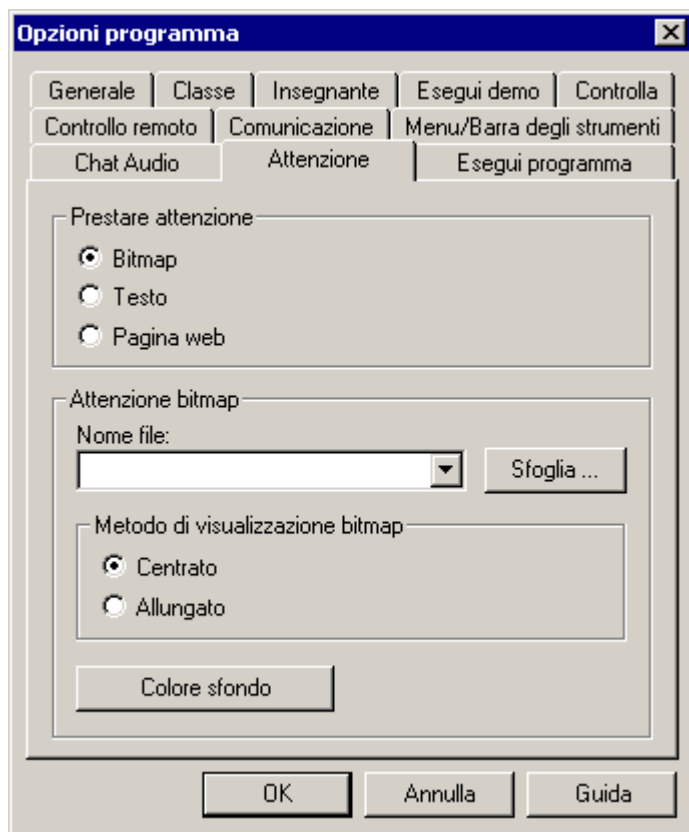 Opzioni programma
Generale Classe Insegnante Esegui demo Controlla
Controllo remoto Comunicazione Menu/Barra degli strumenti
Chat Audio Attenzione Esegui programma
Prestare attenzione
Bitmap
Testo
Pagina web
Attenzione bitmap
Nome file:
Sfoglia ...
Metodo di visualizzazione bitmap
Centrato
Allungato
Colore sfondo
OK Annulla Guida